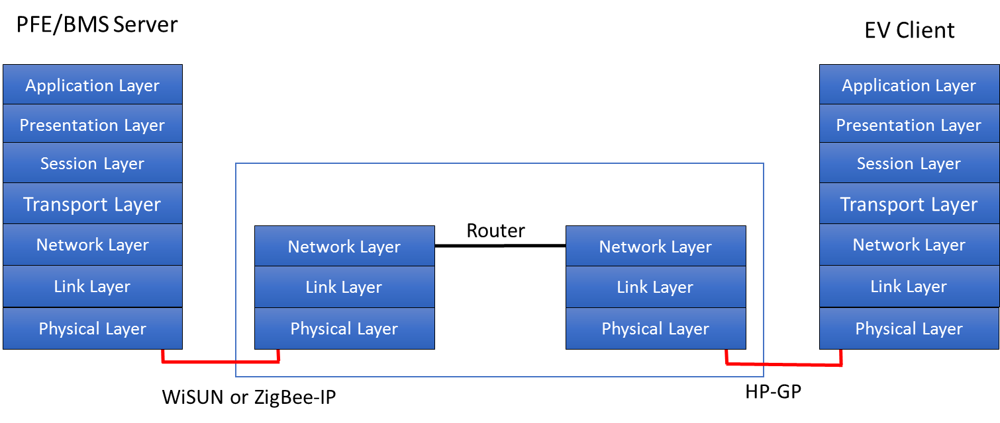 PFE/BMS Server
EV Client
Application Layer
Presentation Layer
Session Layer
Transport Layer
Network Layer
Link Layer
Physical Layer
Router
Network Layer
Link Layer
Physical Layer
Network Layer
Link Layer
Physical Layer
Application Layer
Presentation Layer
Session Layer
Transport Layer
Network Layer
Link Layer
Physical Layer
WiSUN or ZigBee-IP
HP-GP